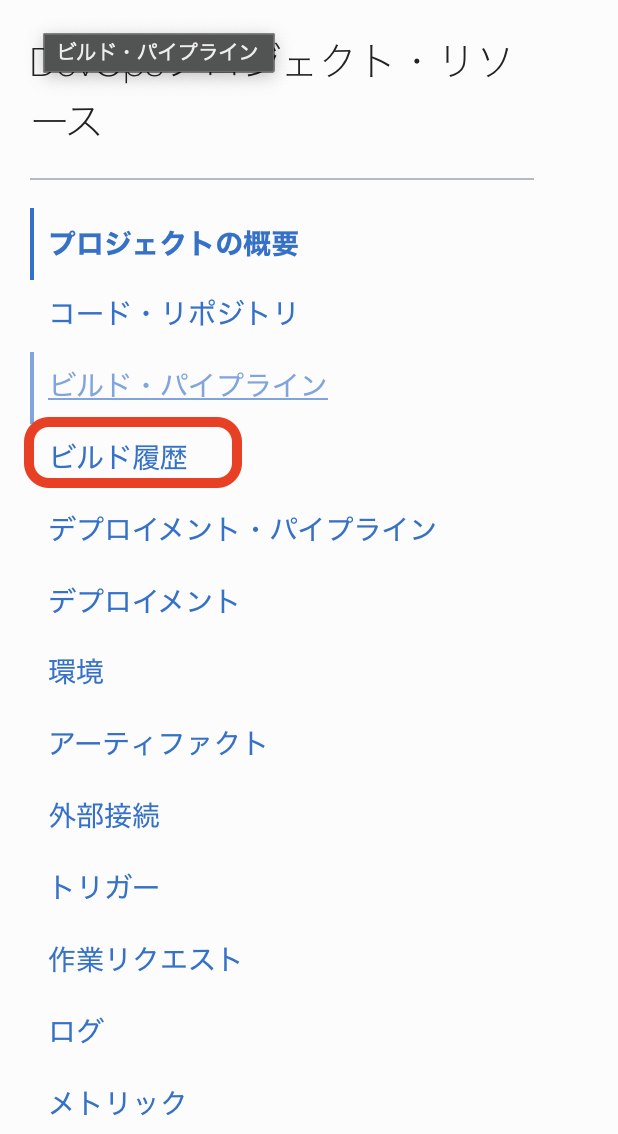 ビルド・パイプライン
ジェクト・リソ
ース
プロジェクトの概要
コード・リポジトリ
ビルド・パイプライン
ビルド履歴
デプロイメント・パイプライン
デプロイメント
環境
アーティファクト
外部接続
トリガー
作業リクエスト
ログ
メトリック